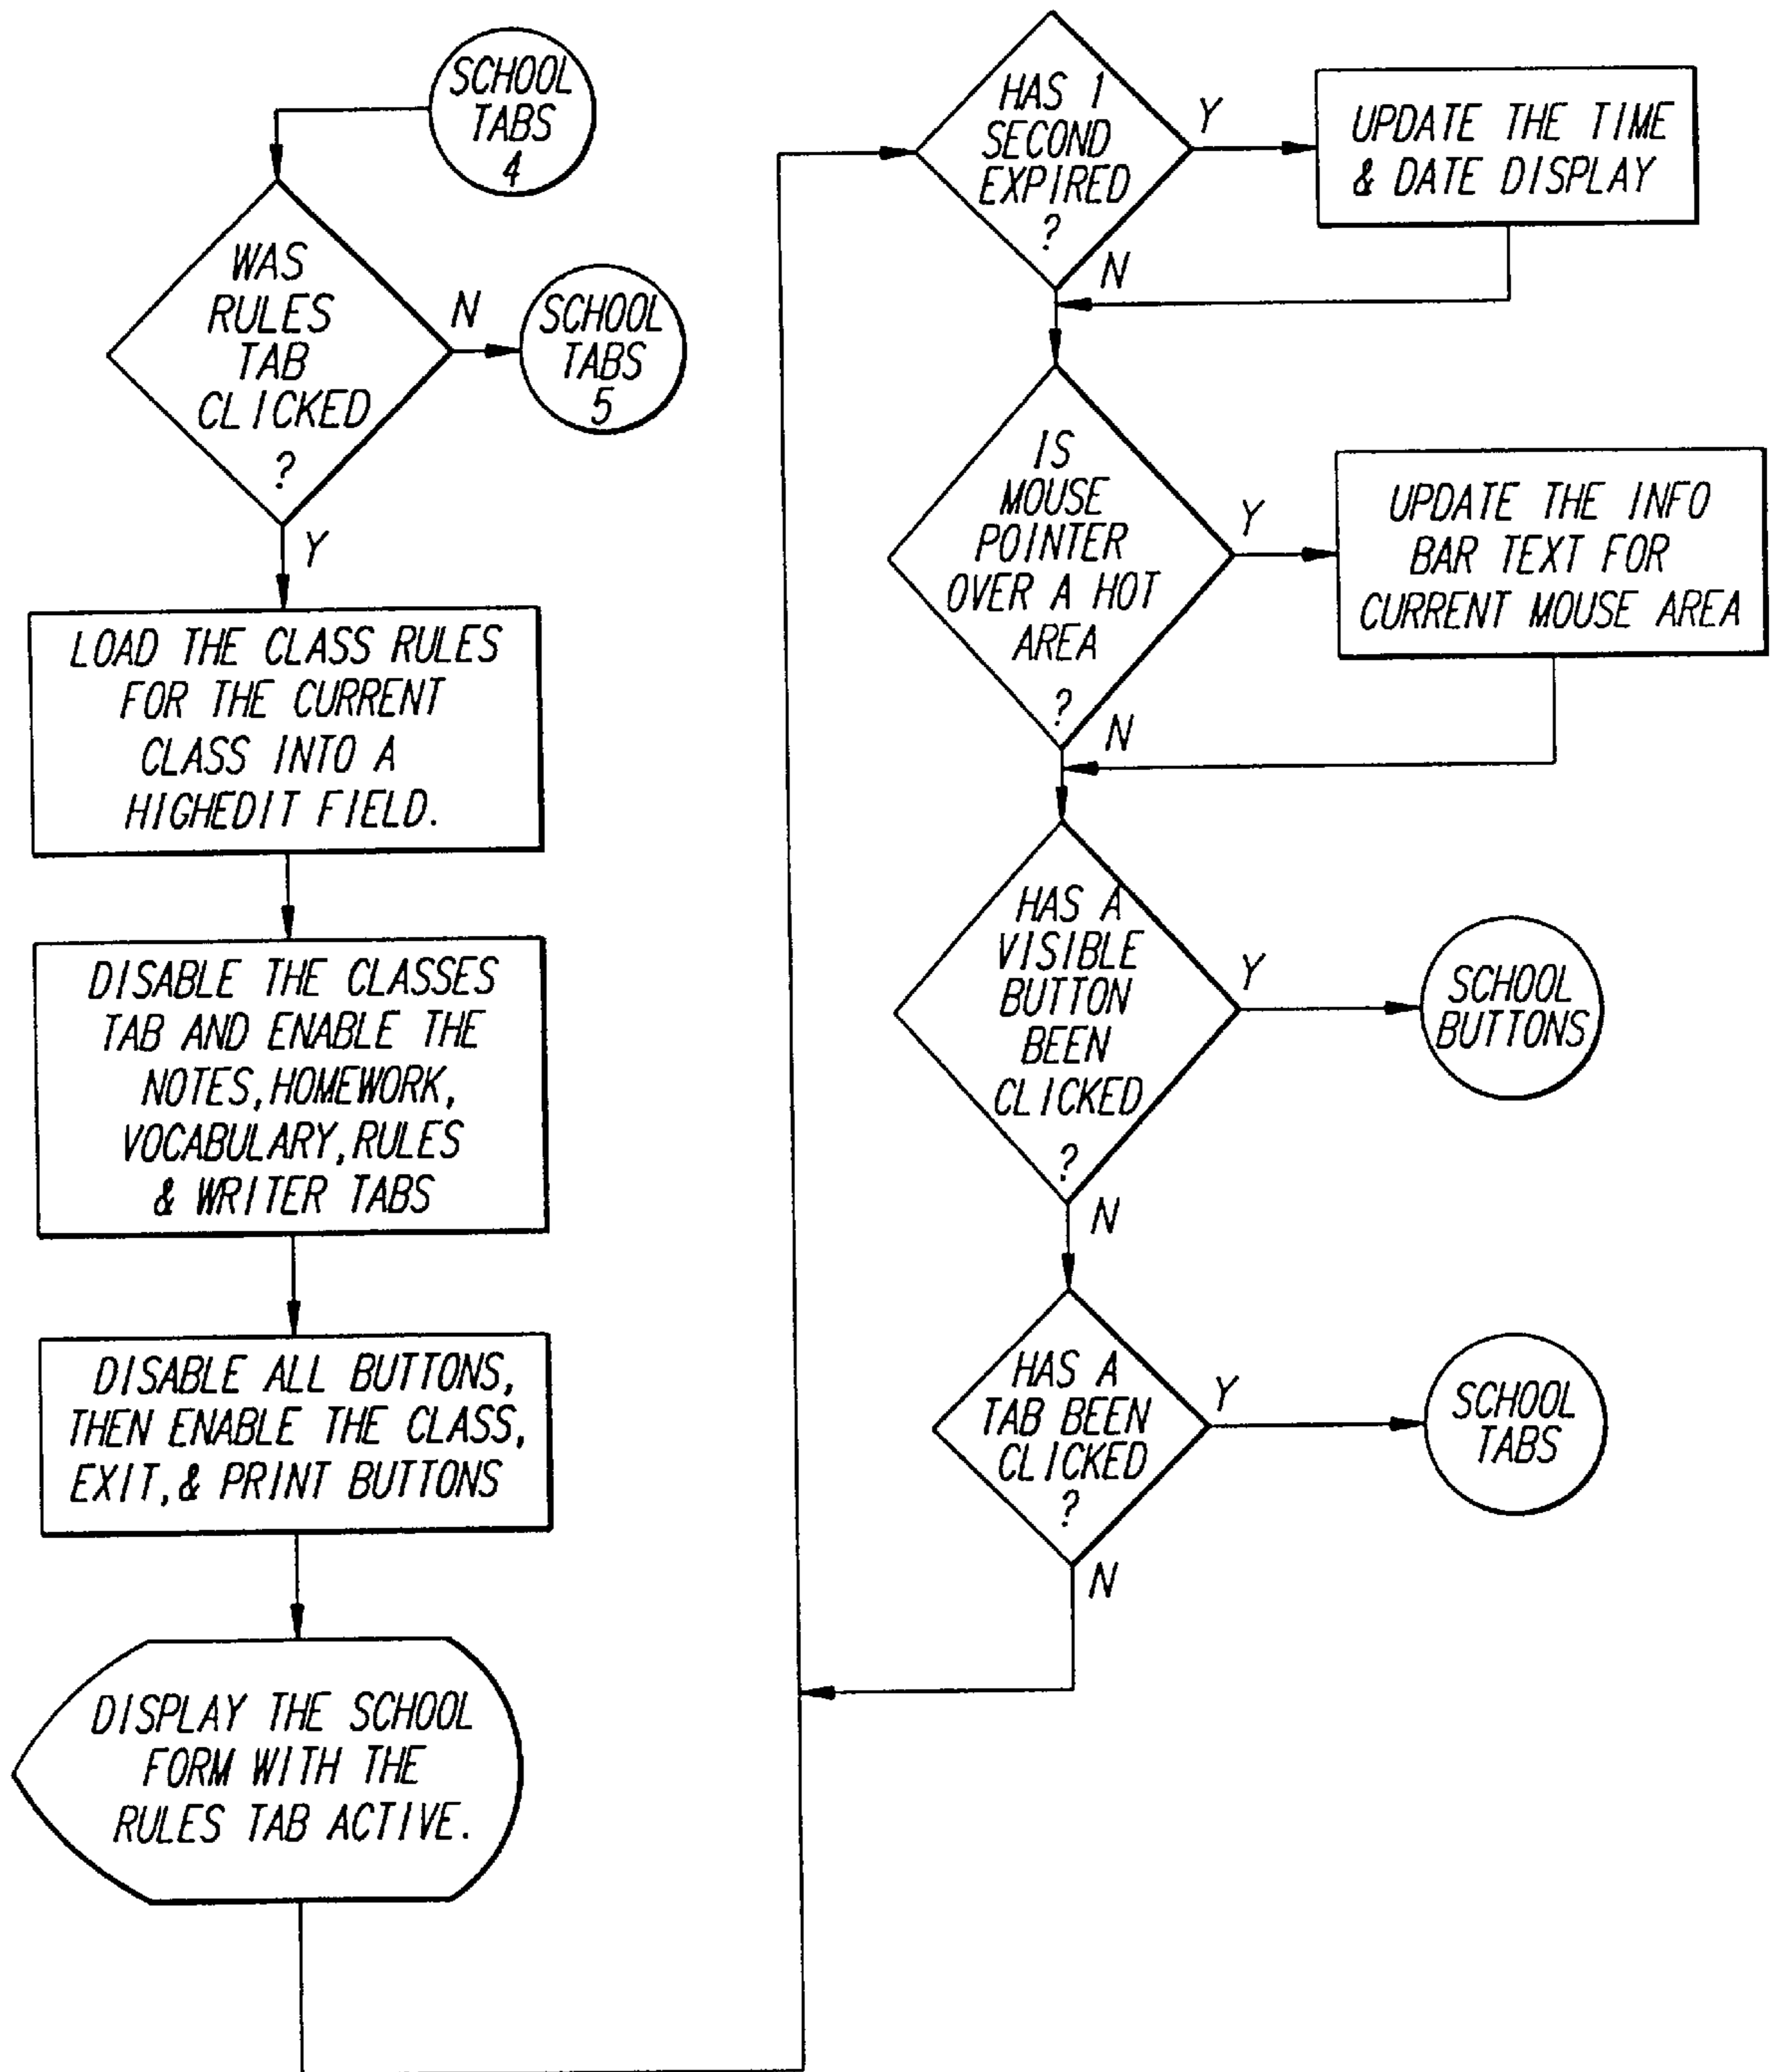 SCHOOL
TABS
4
WAS
RULES
TAB
CLICKED
?
N
SCHOOL
TABS
5
Y
LOAD THE CLASS RULES
FOR THE CURRENT
CLASS INTO A
HIGHEDIT FIELD.
DISABLE THE CLASSES
TAB AND ENABLE THE
NOTES, HOMEWORK,
VOCABULARY, RULES
& WRITER TABS
DISABLE ALL BUTTONS,
THEN ENABLE THE CLASS,
EXIT, & PRINT BUTTONS
DISPLAY THE SCHOOL
FORM WITH THE
RULES TAB ACTIVE.
HAS 1
SECOND
EXPIRED
?
Y
UPDATE THE TIME
& DATE DISPLAY
N
IS
MOUSE
POINTER
OVER A HOT
AREA
?
Y
UPDATE THE INFO
BAR TEXT FOR
CURRENT MOUSE AREA
N
HAS A
VISIBLE
BUTTON
BEEN
CLICKED
?
Y
SCHOOL
BUTTONS
N
HAS A
TAB BEEN
CLICKED
?
Y
SCHOOL
TABS
N